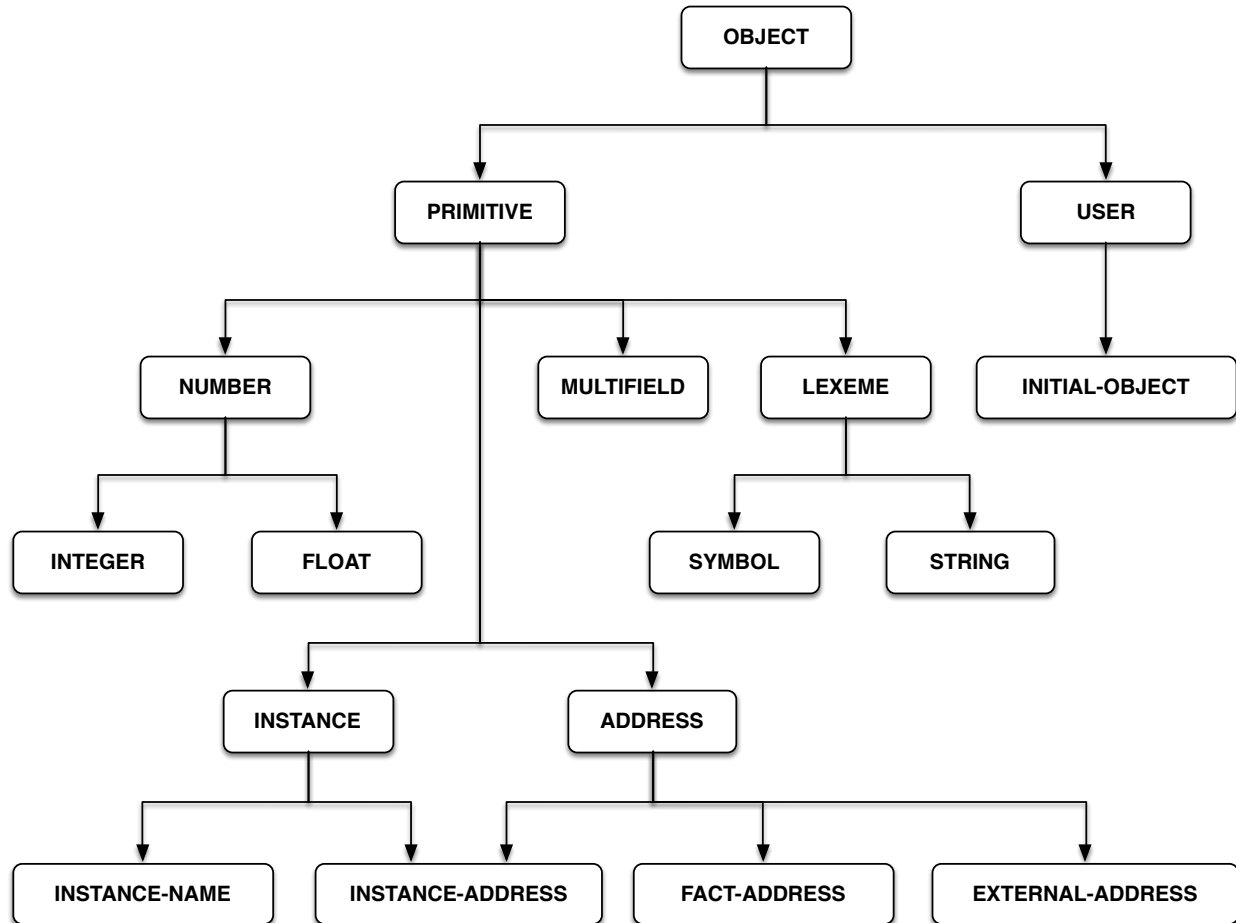 OBJECT
PRIMITIVE
USER
NUMBER
MULTIFIELD
LEXEME
INITIAL-OBJECT
INTEGER
FLOAT
SYMBOL
STRING
INSTANCE
ADDRESS
INSTANCE-NAME
INSTANCE-ADDRESS
FACT-ADDRESS
EXTERNAL-ADDRESS